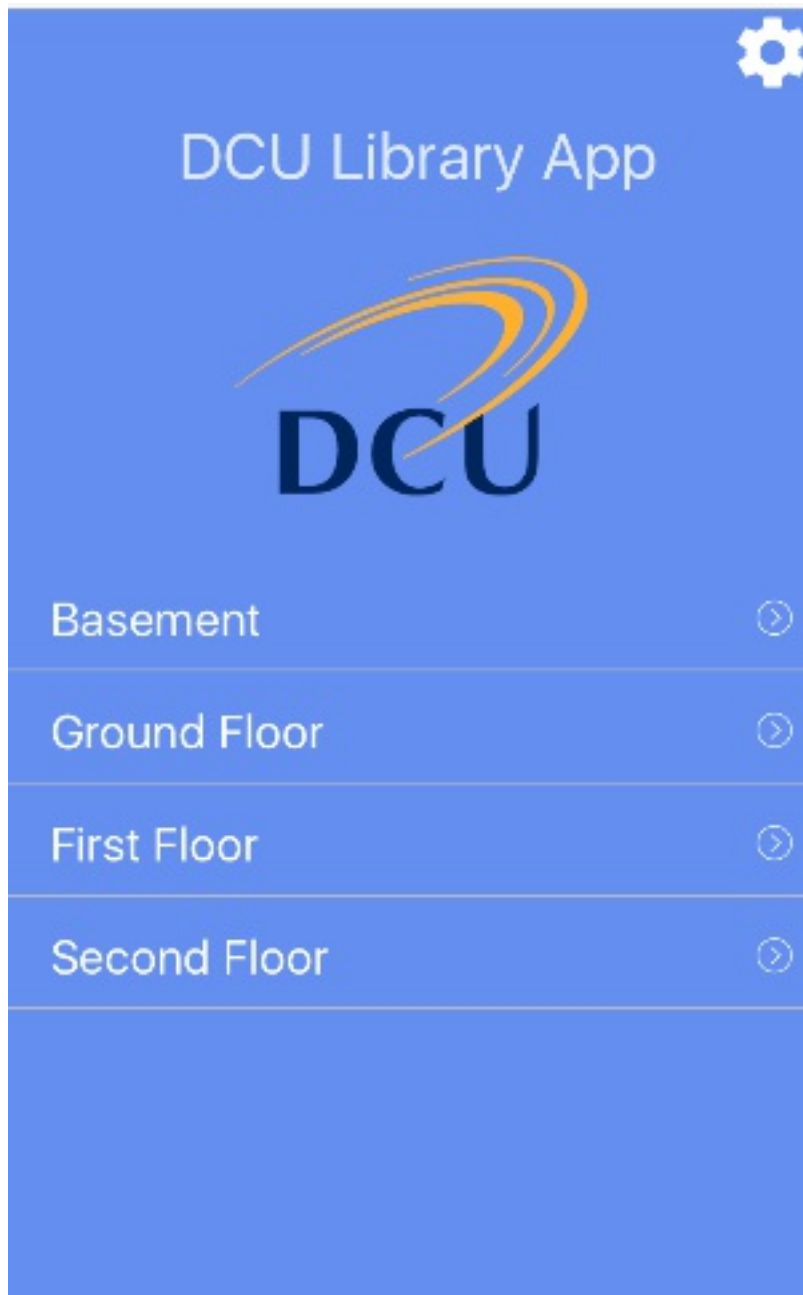 DCU Library App
DCU
Basement
Ground Floor
First Floor
Second Floor